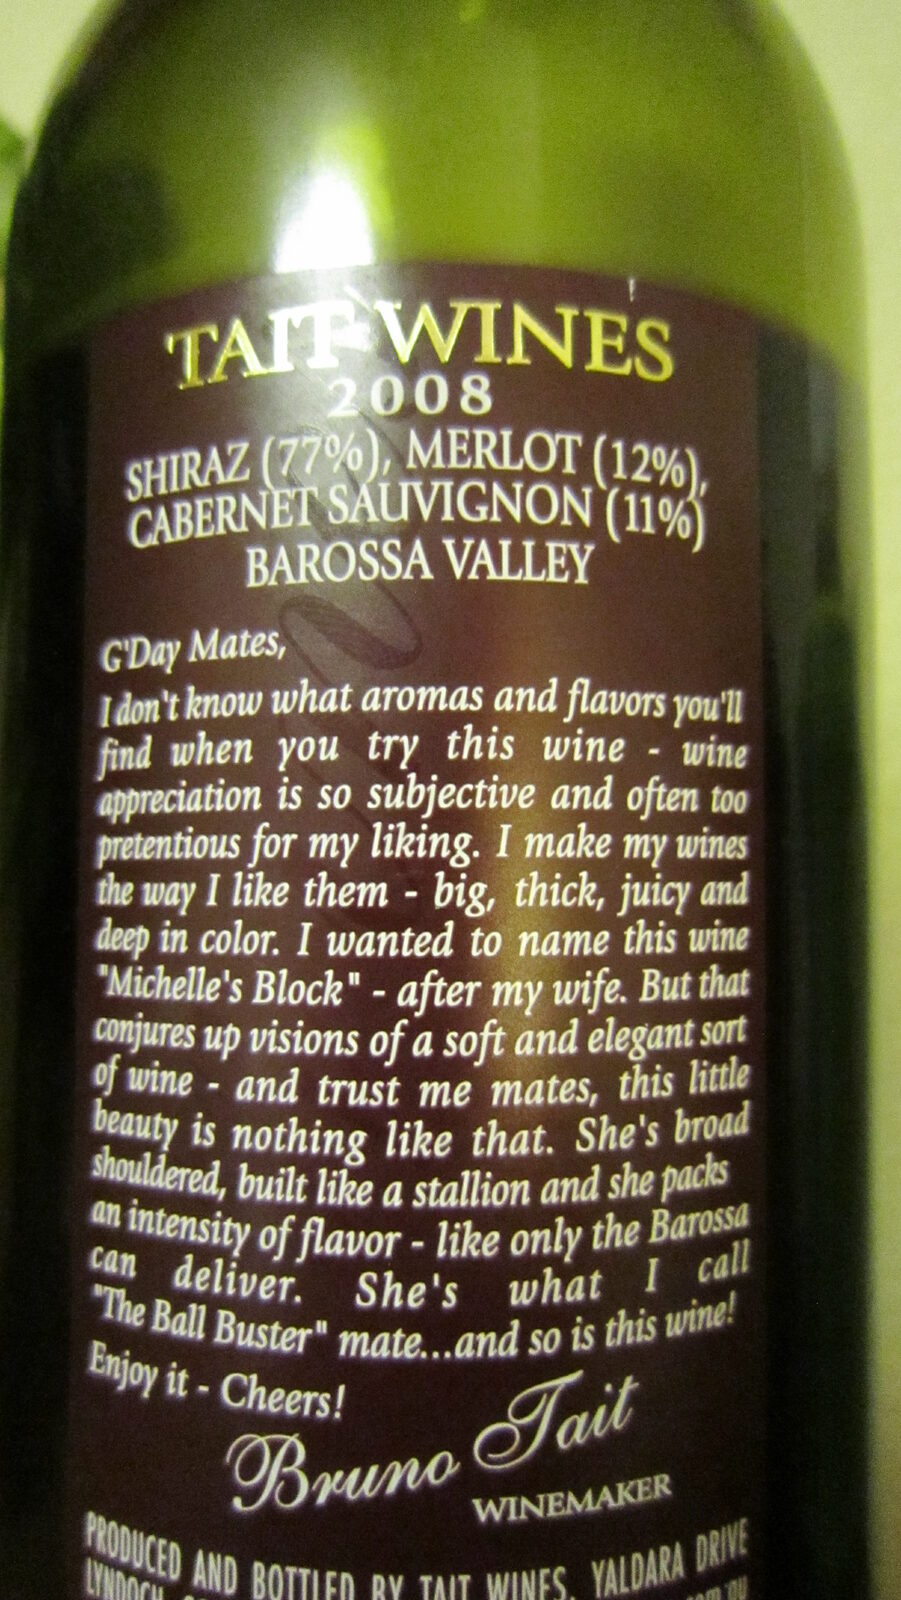 TAIT WINES
2008
SHIRAZ (77%), MERLOT (12%),
CABERNET SAUVIGNON (11%)
BAROSSA VALLEY
G'Day Mates,
I don't know what aromas and flavors you'll
find when you try this wine - wine
appreciation is so subjective and often too
pretentious for my liking. I make my wines
the way I like them - big, thick, juicy and
deep in color. I wanted to name this wine
"Michelle's Block" - after my wife. But that
conjures up visions of a soft and elegant sort
of wine - and trust me mates, this little
beauty is nothing like that. She's broad
shouldered, built like a stallion and she packs
an intensity of flavor - like only the Barossa
can deliver. She's what I call
"The Ball Buster" mate...and so is this wine!
Enjoy it - Cheers!
Bruno Tait
WINEMAKER
PRODUCED AND BOTTLED BY TAIT WINES, YALDARA DRIVE
LYNDOCH